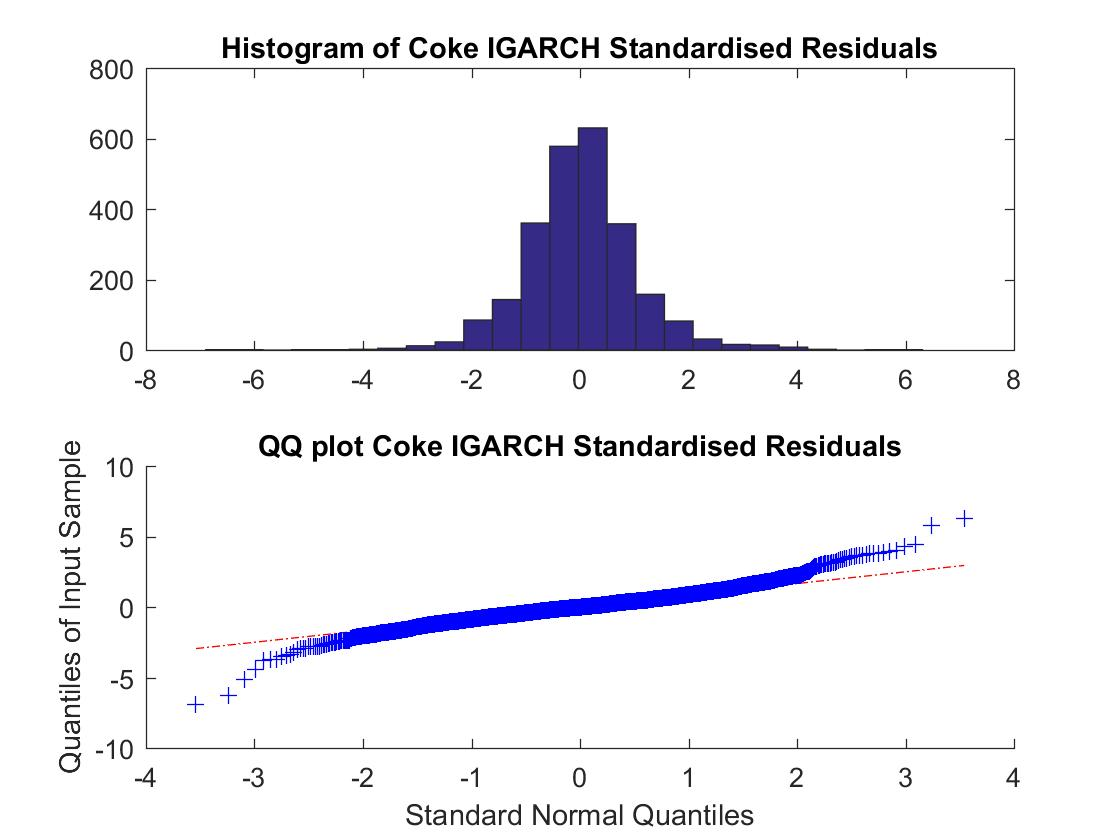 Histogram of Coke IGARCH Standardised Residuals
800
600
400
200
0
-8 -6 -4 -2 0 2 4 6 8
QQ plot Coke IGARCH Standardised Residuals
Quantiles of Input Sample
10
5
0
-5
-10
-4 -3 -2 -1 0 1 2 3 4
Standard Normal Quantiles